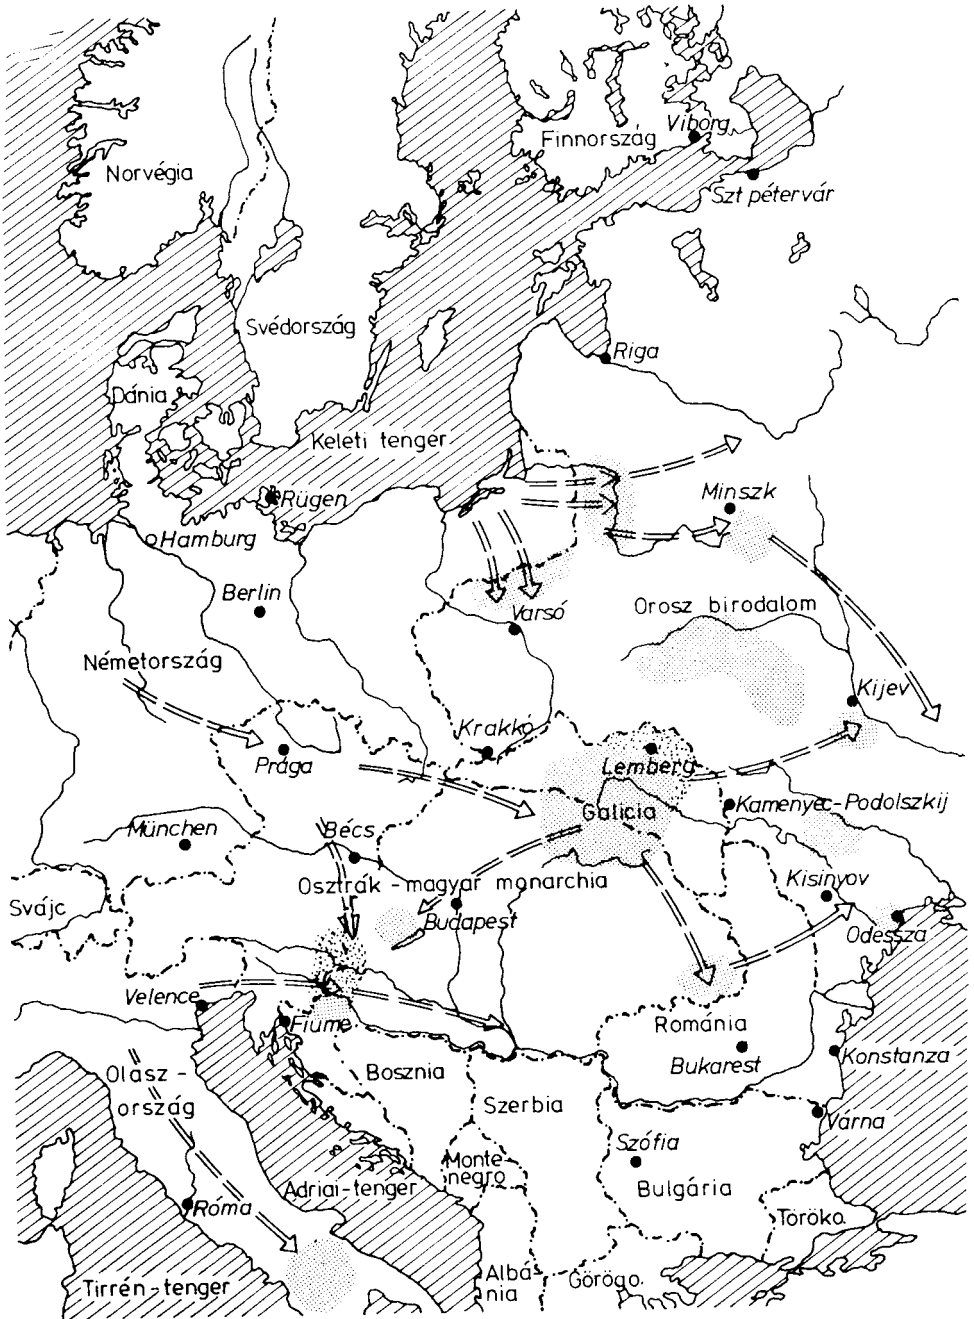 Viborg
Finnország
Norvégia
Szt pétervár
Svédország
Riga
Dánia
Keleti tenger
Rügen
Minszk
Hamburg
Berlin
Varsó
Orosz birodalom
Németország
Kijev
Krakkó
Prága
Lemberg
Galícia
Kamenyec-Podolszkij
München
Bécs
Osztrák-magyar monarchia
Kisinyov
Svájc
Budapest
Odessza
Velence
Fiume
Románia
Bukarest
Konstanza
Olasz-
ország
Bosznia
Szerbia
Várna
Szófia
Monte-
negro
Bulgária
Adriai-tenger
Róma
Töröko.
Tirrén-tenger
Albá-
nia
Görögo.